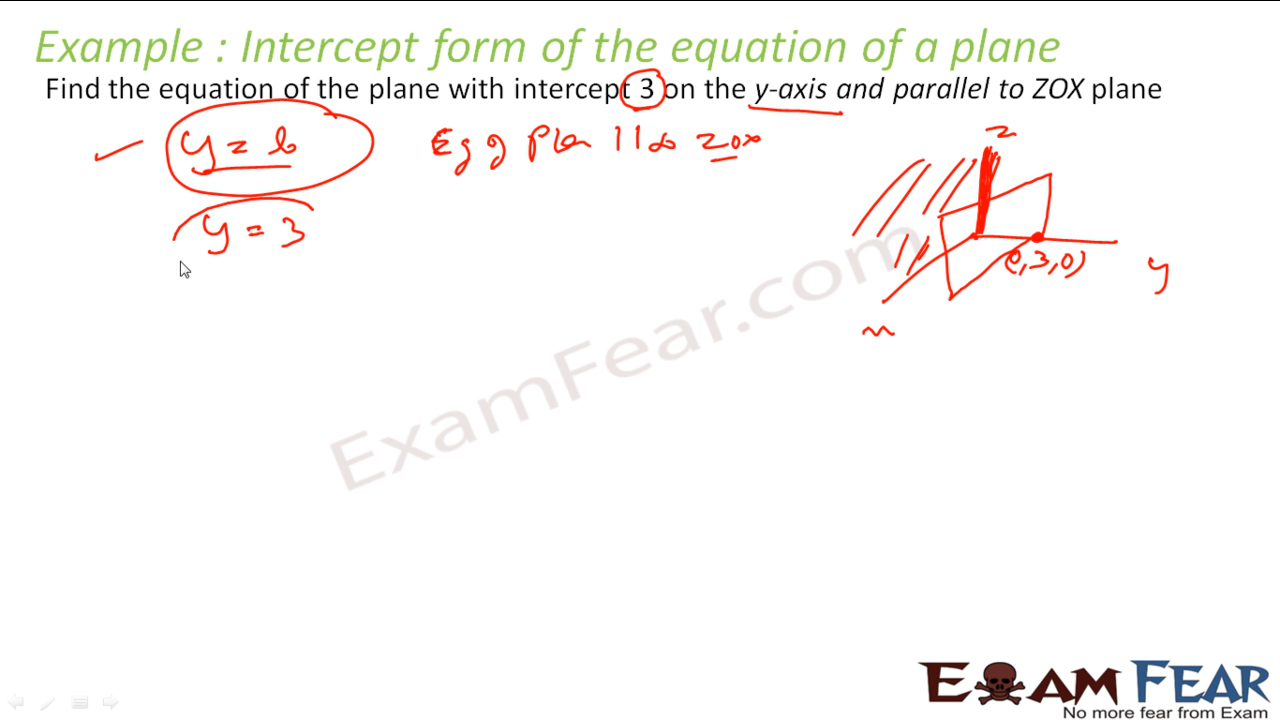 Example : Intercept form of the equation of a plane
Find the equation of the plane with intercept 3 on the y-axis and parallel to ZOX plane
y = b
Eq of Plan || to ZOX
y = 3
z
(0,3,0)
y
x
ExamFear.com
EXAM FEAR
No more fear from Exam